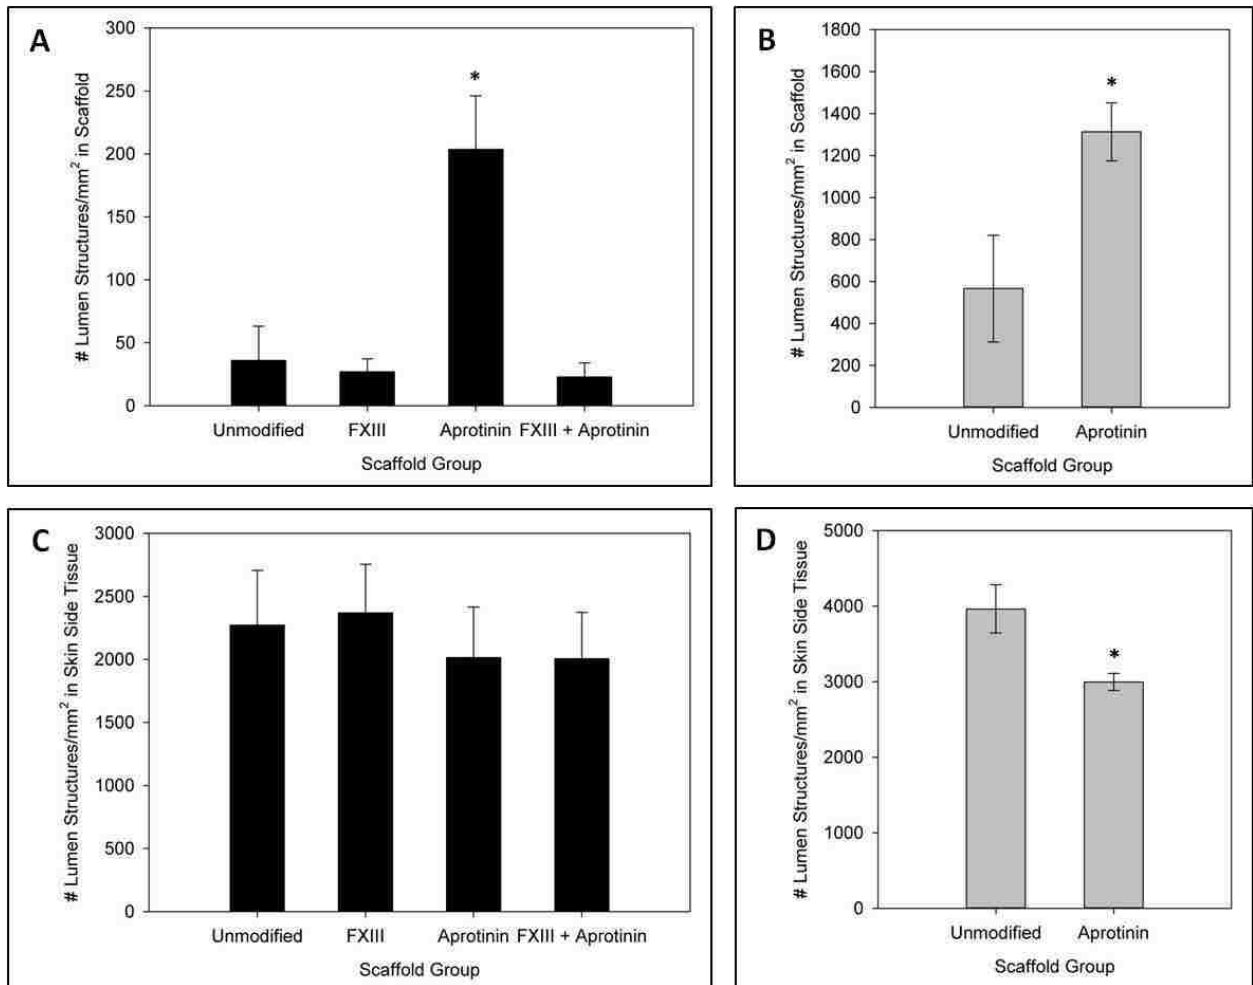 A
# Lumen Structures/mm² in Scaffold
300
250
200
150
100
50
0
*
Unmodified FXIII Aprotinin FXIII + Aprotinin
Scaffold Group
B
# Lumen Structures/mm² in Scaffold
1800
1600
1400
1200
1000
800
600
400
200
0
*
Unmodified Aprotinin
Scaffold Group
C
# Lumen Structures/mm² in Skin Side Tissue
3000
2500
2000
1500
1000
500
0
Unmodified FXIII Aprotinin FXIII + Aprotinin
Scaffold Group
D
# Lumen Structures/mm² in Skin Side Tissue
5000
4000
3000
2000
1000
0
*
Unmodified Aprotinin
Scaffold Group